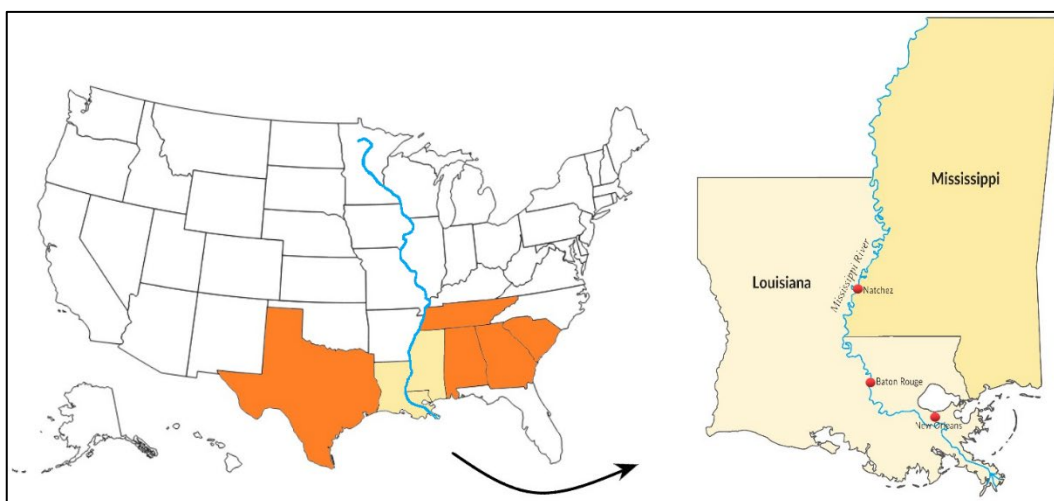 Mississippi
Louisiana
Mississippi River
Natchez
Baton Rouge
New Orleans